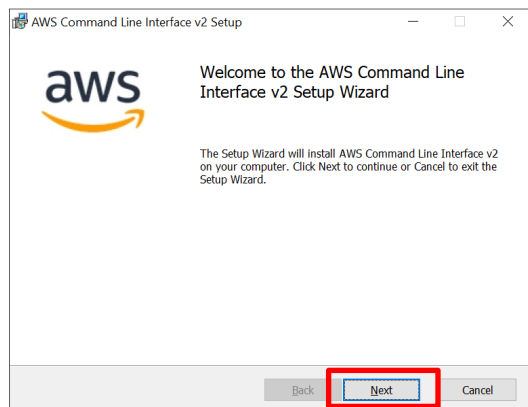 AWS Command Line Interface v2 Setup
aws
Welcome to the AWS Command Line
Interface v2 Setup Wizard
The Setup Wizard will install AWS Command Line Interface v2
on your computer. Click Next to continue or Cancel to exit the
Setup Wizard.
Back Next Cancel